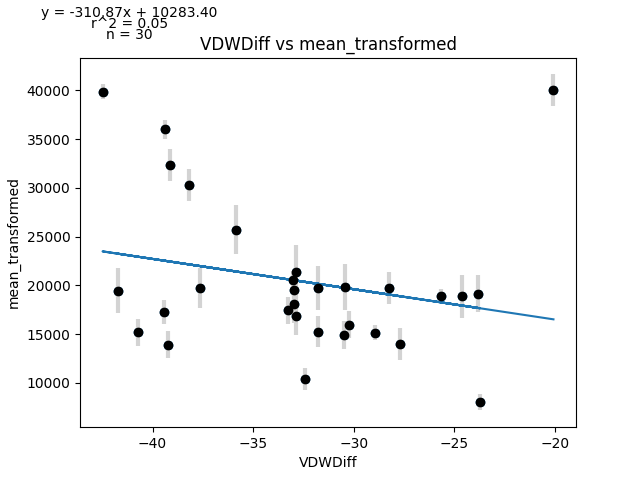 y = -310.87x + 10283.40
r^2 = 0.05
n = 30
VDWDiff vs mean_transformed
40000
35000
30000
25000
20000
15000
10000
mean_transformed
−40 −35 −30 −25 −20
VDWDiff